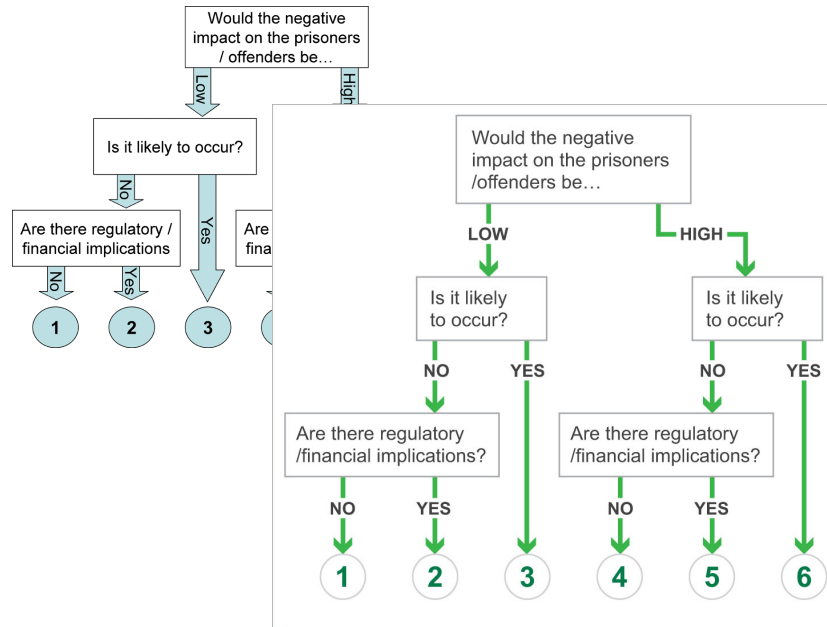 Would the negative
impact on the prisoners
/ offenders be…
Low
High
Is it likely to occur?
No
Yes
Are there regulatory /
financial implications
Are
fina
No
Yes
1
2
3
Would the negative
impact on the prisoners
/offenders be…
LOW
HIGH
Is it likely
to occur?
Is it likely
to occur?
NO
YES
NO
YES
Are there regulatory
/financial implications?
Are there regulatory
/financial implications?
NO
YES
NO
YES
1
2
3
4
5
6